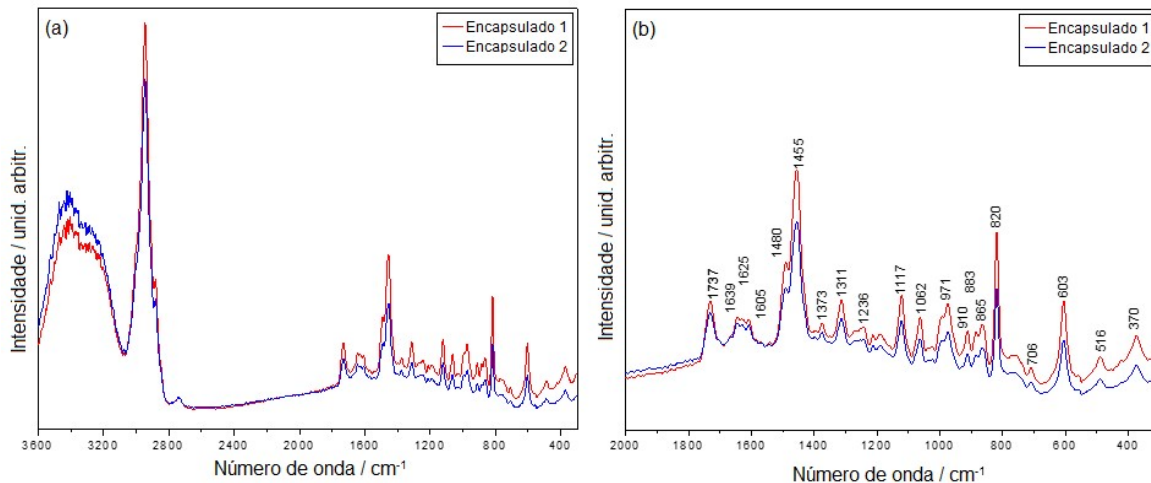 (a)
Encapsulado 1
Encapsulado 2
Intensidade / unid. arbitr.
3600 3200 2800 2400 2000 1600 1200 800 400
Número de onda / cm⁻¹
(b)
Encapsulado 1
Encapsulado 2
Intensidade / unid. arbitr.
1737
1639
1625
1605
1480
1455
1373
1311
1236
1117
1062
971
910
883
865
820
706
603
516
370
2000 1800 1600 1400 1200 1000 800 600 400
Número de onda / cm⁻¹